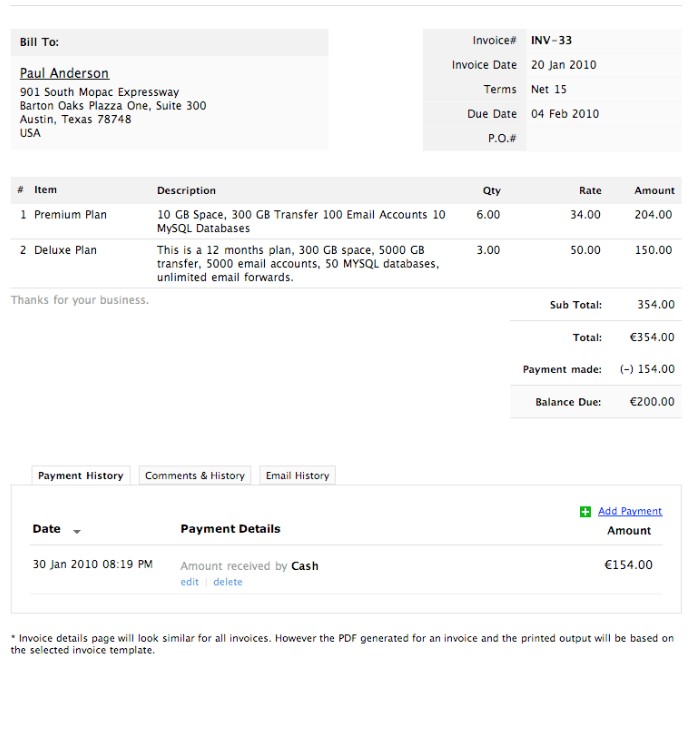 Bill To:
Paul Anderson
901 South Mopac Expressway
Barton Oaks Plazza One, Suite 300
Austin, Texas 78748
USA
Invoice# INV-33
Invoice Date 20 Jan 2010
Terms Net 15
Due Date 04 Feb 2010
P.O.#
# Item Description Qty Rate Amount
1 Premium Plan 10 GB Space, 300 GB Transfer 100 Email Accounts 10 6.00 34.00 204.00
MySQL Databases
2 Deluxe Plan This is a 12 months plan, 300 GB space, 5000 GB 3.00 50.00 150.00
transfer, 5000 email accounts, 50 MYSQL databases,
unlimited email forwards.
Thanks for your business.
Sub Total: 354.00
Total: €354.00
Payment made: (-) 154.00
Balance Due: €200.00
Payment History Comments & History Email History
Add Payment
Date Payment Details Amount
30 Jan 2010 08:19 PM Amount received by Cash €154.00
edit | delete
* Invoice details page will look similar for all invoices. However the PDF generated for an invoice and the printed output will be based on
the selected invoice template.